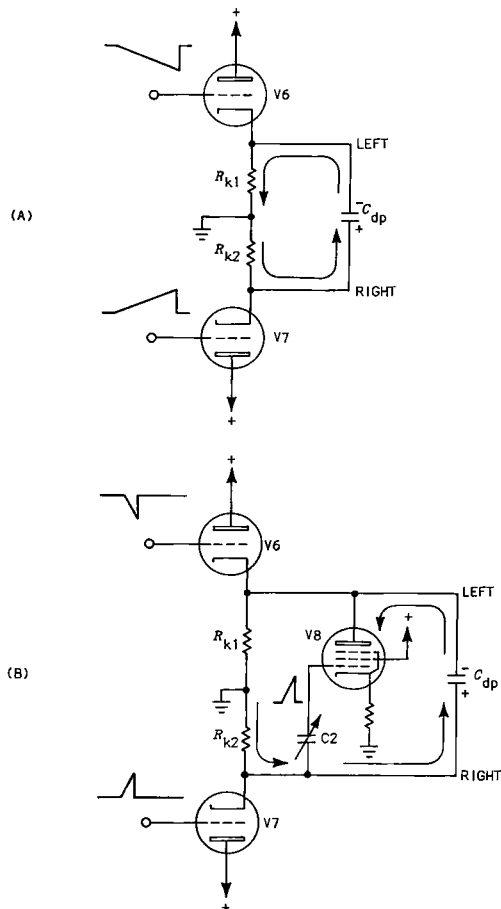 +
V6
LEFT
Rk1
(A)
−
Cdp
+
Rk2
RIGHT
V7
+
+
V6
LEFT
V8
+
Rk1
−
Cdp
+
(B)
C2
Rk2
RIGHT
V7
+